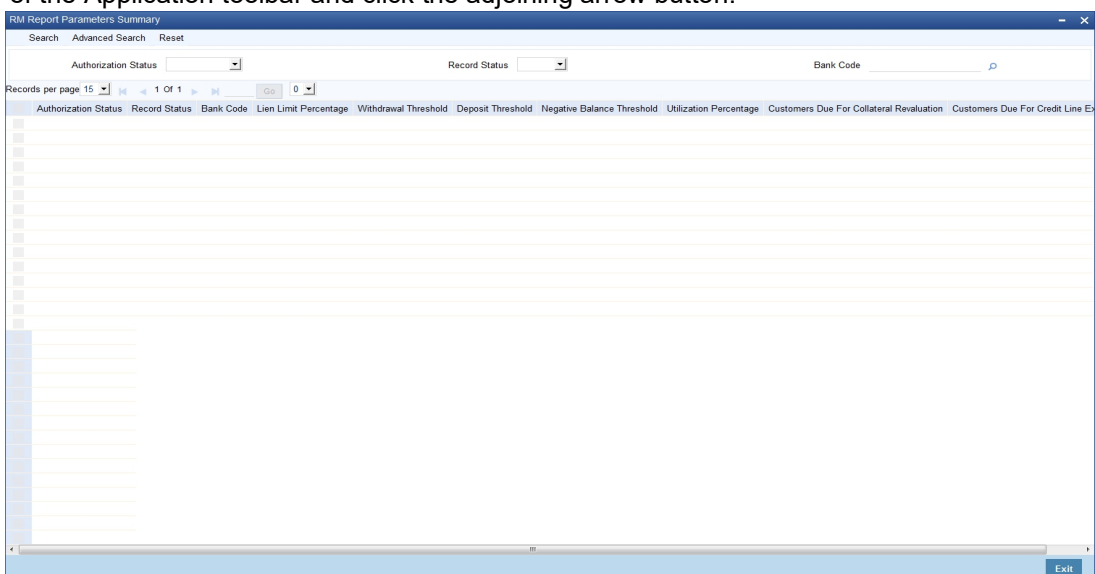 of the Application toolbar and click the adjoining arrow button.
RM Report Parameters Summary
Search Advanced Search Reset
Authorization Status Record Status Bank Code
Records per page 15 1 Of 1 Go 0
Authorization Status Record Status Bank Code Lien Limit Percentage Withdrawal Threshold Deposit Threshold Negative Balance Threshold Utilization Percentage Customers Due For Collateral Revaluation Customers Due For Credit Line Ex
Exit